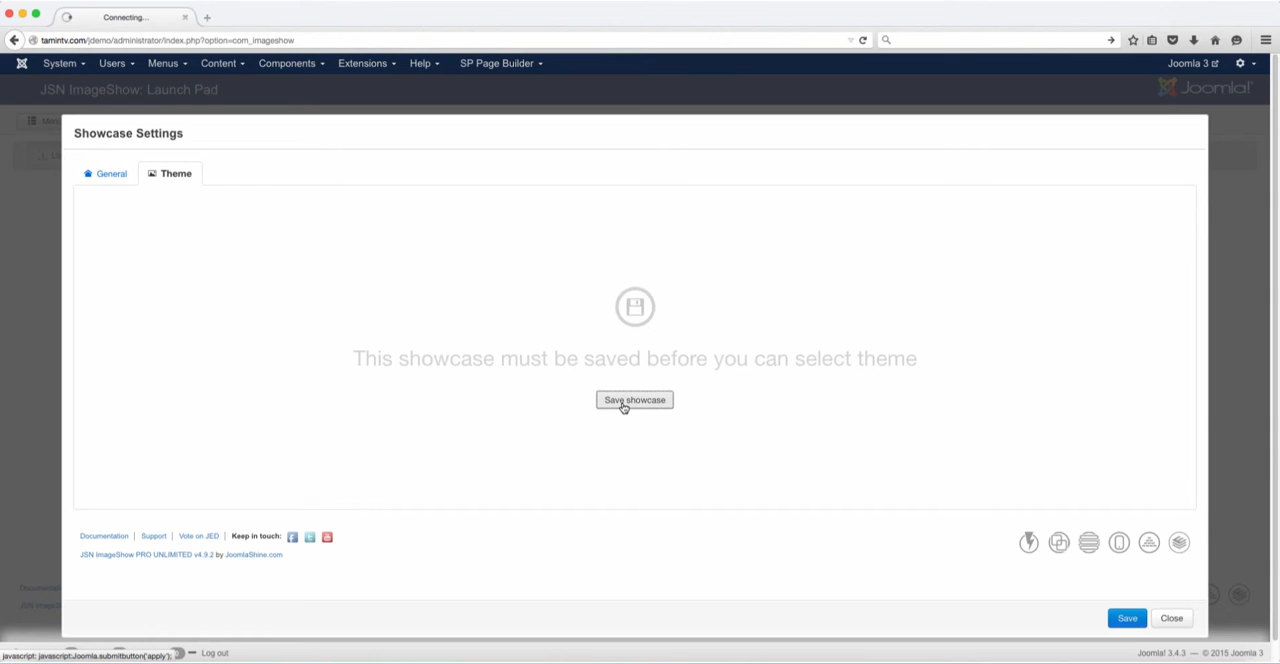 Connecting...
tamintv.com/jdemo/administrator/index.php?option=com_imageshow
System Users Menus Content Components Extensions Help SP Page Builder Joomla 3
JSN ImageShow: Launch Pad Joomla!
Showcase Settings
General Theme
This showcase must be saved before you can select theme
Save showcase
Documentation | Support | Vote on JED | Keep in touch:
JSN ImageShow PRO UNLIMITED v4.9.2 by JoomlaShine.com
Save Close
javascript: javascript:Joomla.submitbutton('apply'); Log out Joomla! 3.4.3 — © 2015 Joomla 3